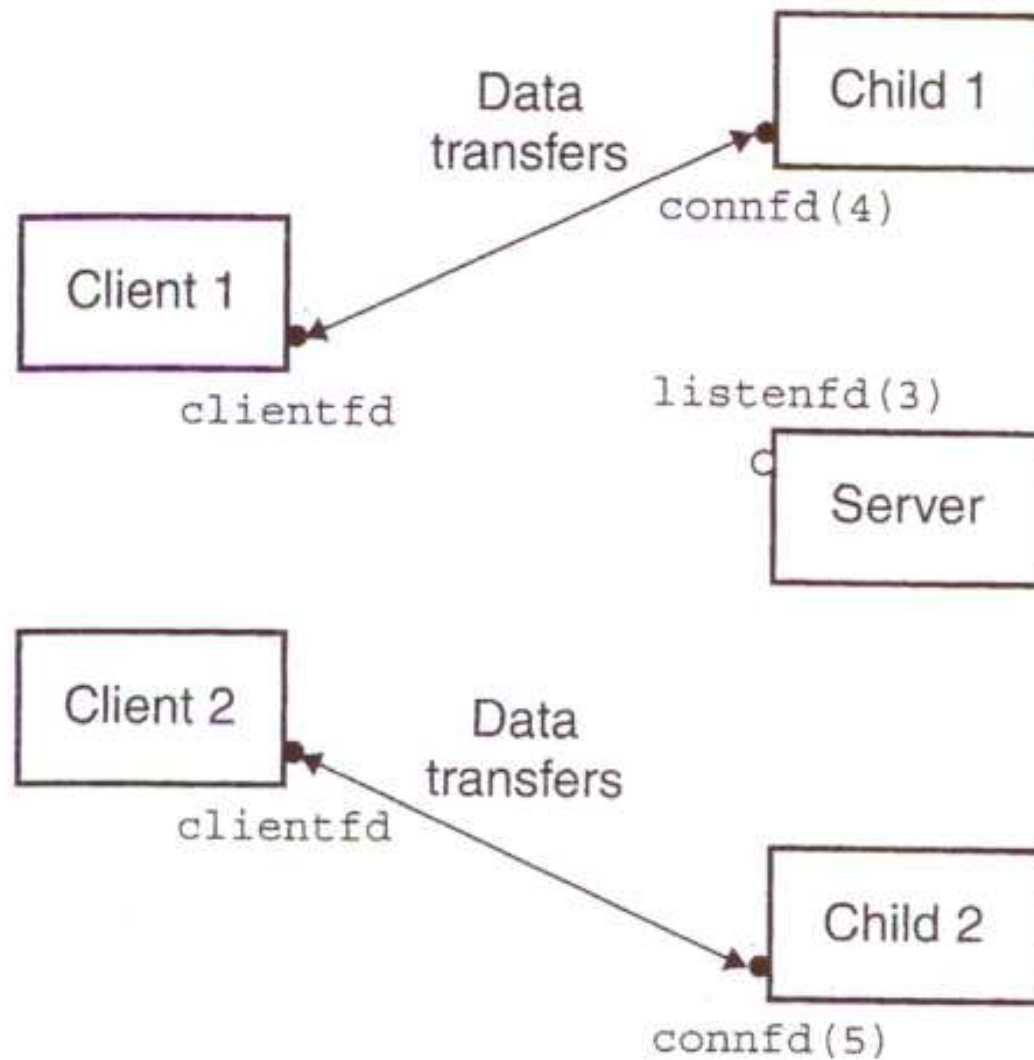 Child 1
Data
transfers
connfd(4)
Client 1
clientfd
listenfd(3)
Server
Client 2
Data
transfers
clientfd
Child 2
connfd(5)